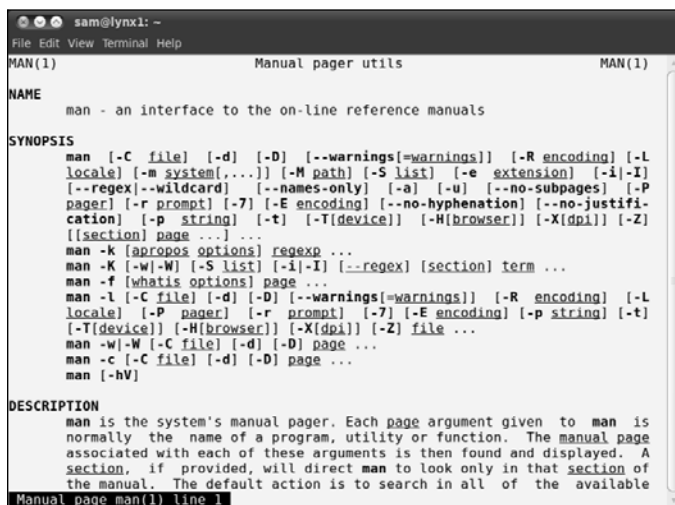 sam@lynx1: ~
File Edit View Terminal Help
MAN(1) Manual pager utils MAN(1)
NAME
man - an interface to the on-line reference manuals
SYNOPSIS
man [-C file] [-d] [-D] [--warnings[=warnings]] [-R encoding] [-L
locale] [-m system[,...]] [-M path] [-S list] [-e extension] [-i|-I]
[--regex|--wildcard] [--names-only] [-a] [-u] [--no-subpages] [-P
pager] [-r prompt] [-7] [-E encoding] [--no-hyphenation] [--no-justifi-
cation] [-p string] [-t] [-T[device]] [-H[browser]] [-X[dpi]] [-Z]
[[section] page ...] ...
man -k [apropos options] regexp ...
man -K [-w|-W] [-S list] [-i|-I] [--regex] [section] term ...
man -f [whatis options] page ...
man -l [-C file] [-d] [-D] [--warnings[=warnings]] [-R encoding] [-L
locale] [-P pager] [-r prompt] [-7] [-E encoding] [-p string] [-t]
[-T[device]] [-H[browser]] [-X[dpi]] [-Z] file ...
man -w|-W [-C file] [-d] [-D] page ...
man -c [-C file] [-d] [-D] page ...
man [-hV]
DESCRIPTION
man is the system's manual pager. Each page argument given to man is
normally the name of a program, utility or function. The manual page
associated with each of these arguments is then found and displayed. A
section, if provided, will direct man to look only in that section of
the manual. The default action is to search in all of the available
Manual page man(1) line 1